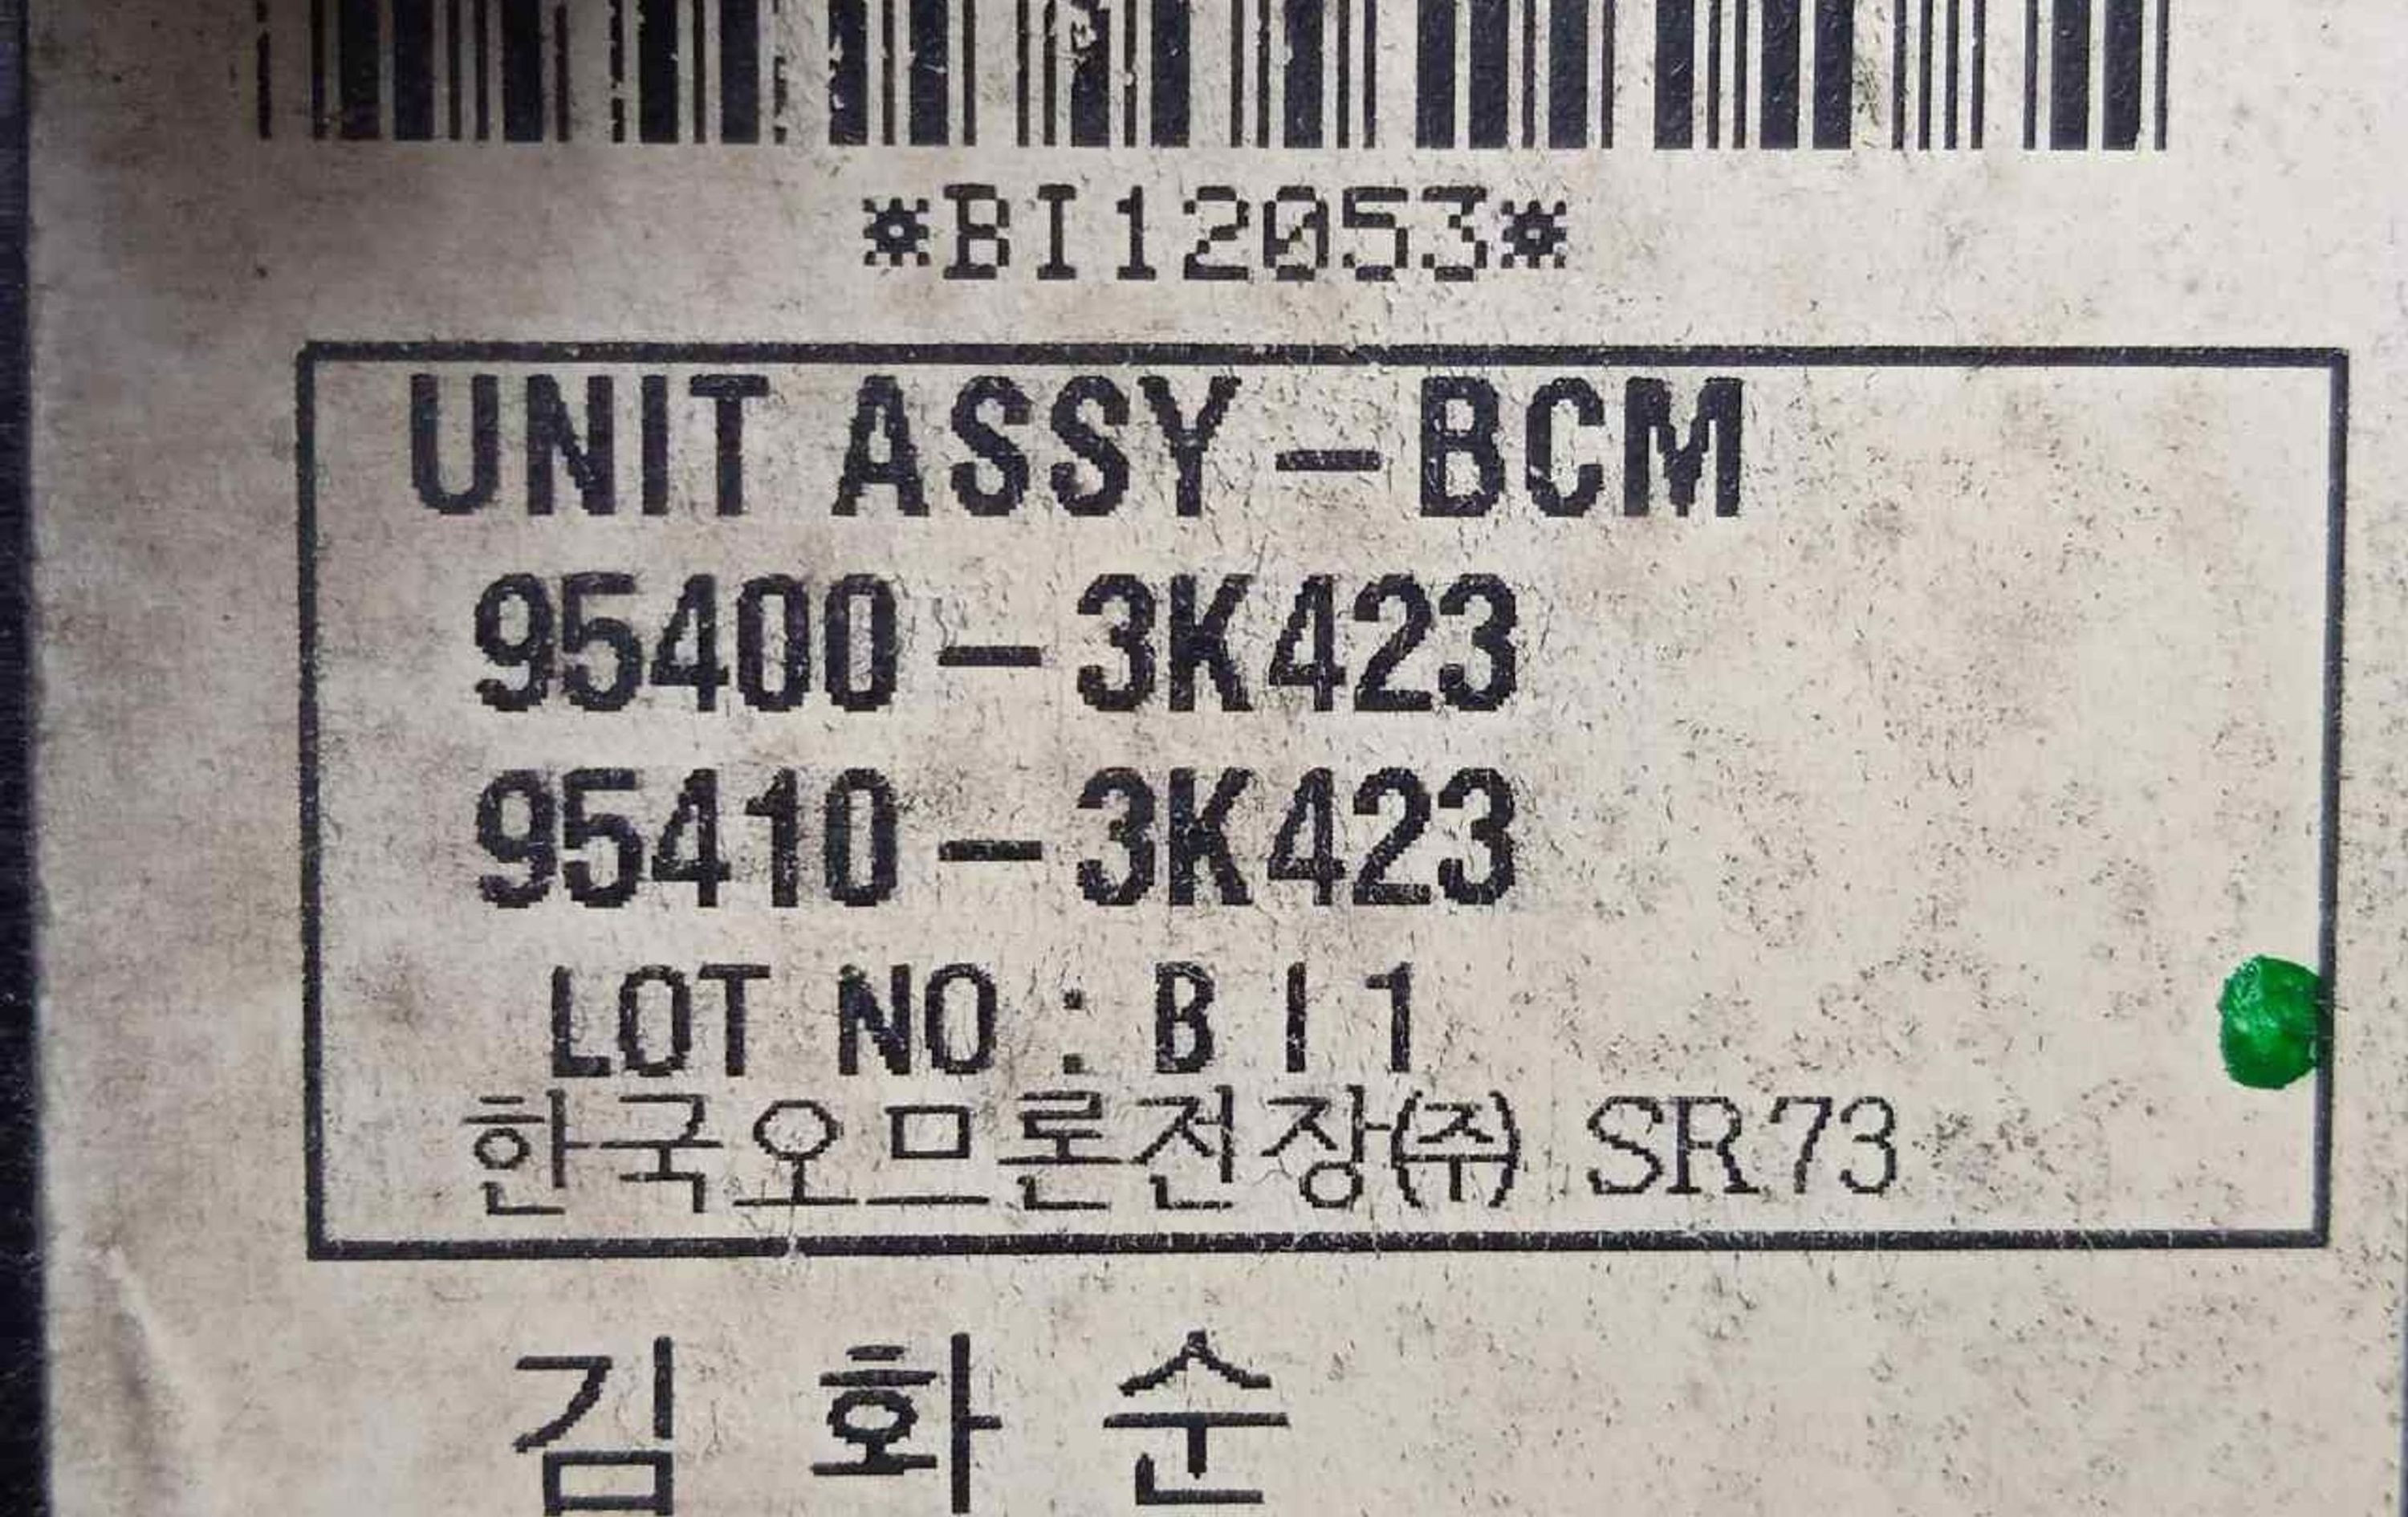 *BI12053*
UNIT ASSY-BCM
95400-3K423
95410-3K423
LOT NO : B I 1
한국오므론전장(주) SR73
김 화 순